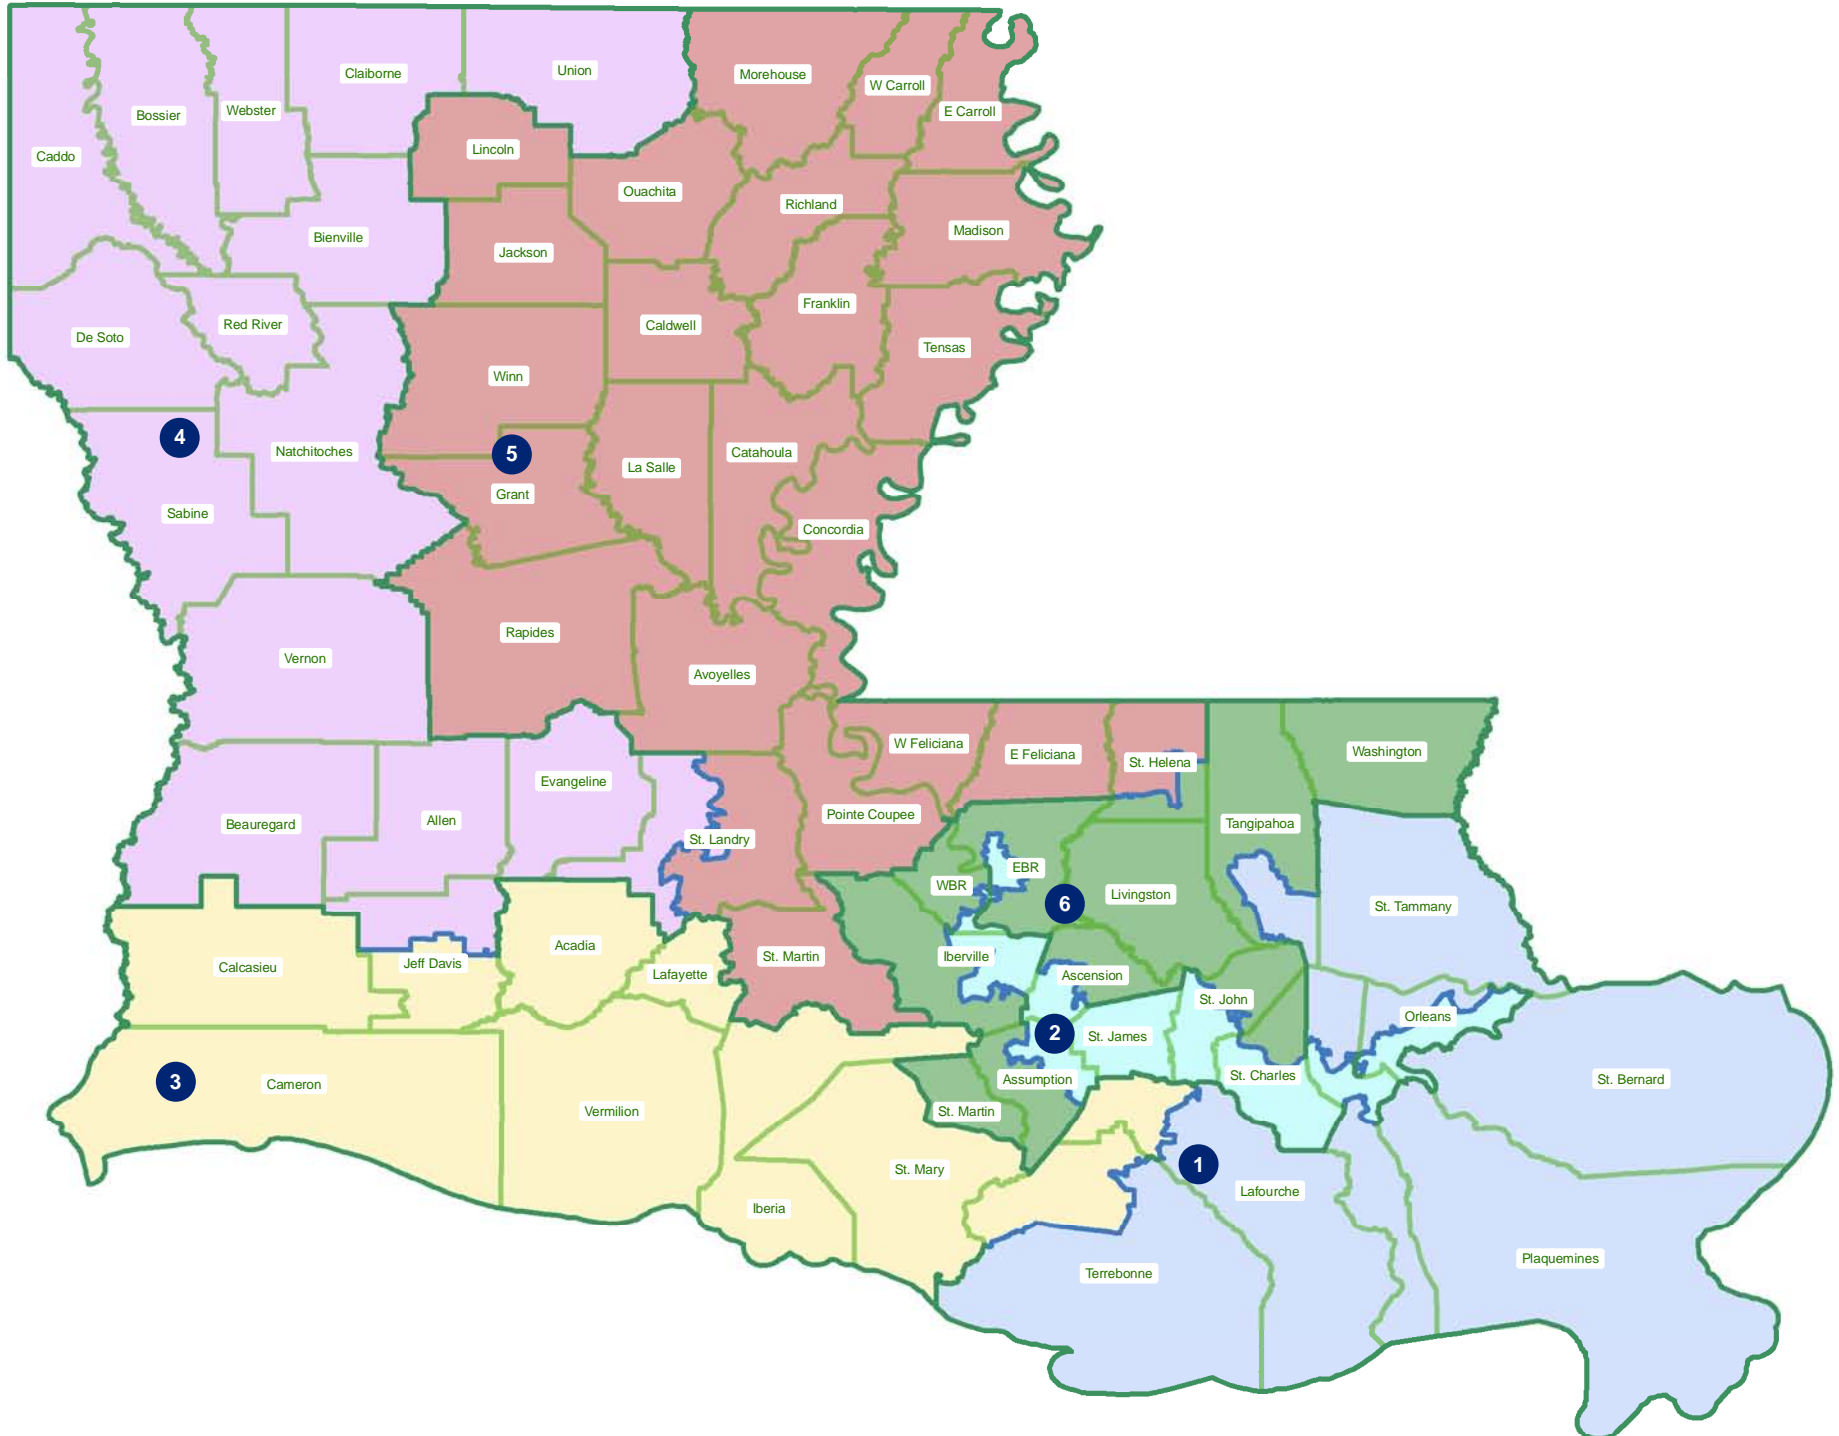 Union
Claiborne
Morehouse
W Carroll
Webster
E Carroll
Bossier
Lincoln
Caddo
Ouachita
Richland
Madison
Bienville
Jackson
Franklin
Red River
Caldwell
De Soto
Tensas
Winn
4
Natchitoches
Catahoula
5
La Salle
Grant
Sabine
Concordia
Rapides
Vernon
Avoyelles
W Feliciana
Washington
E Feliciana
St. Helena
Evangeline
Pointe Coupee
Allen
Beauregard
Tangipahoa
St. Landry
EBR
WBR
Livingston
6
St. Tammany
Acadia
St. Martin
Iberville
Jeff Davis
Calcasieu
Lafayette
Ascension
St. John
Orleans
2
St. James
St. Charles
Assumption
St. Bernard
3
Cameron
Vermilion
St. Martin
1
St. Mary
Lafourche
Iberia
Plaquemines
Terrebonne